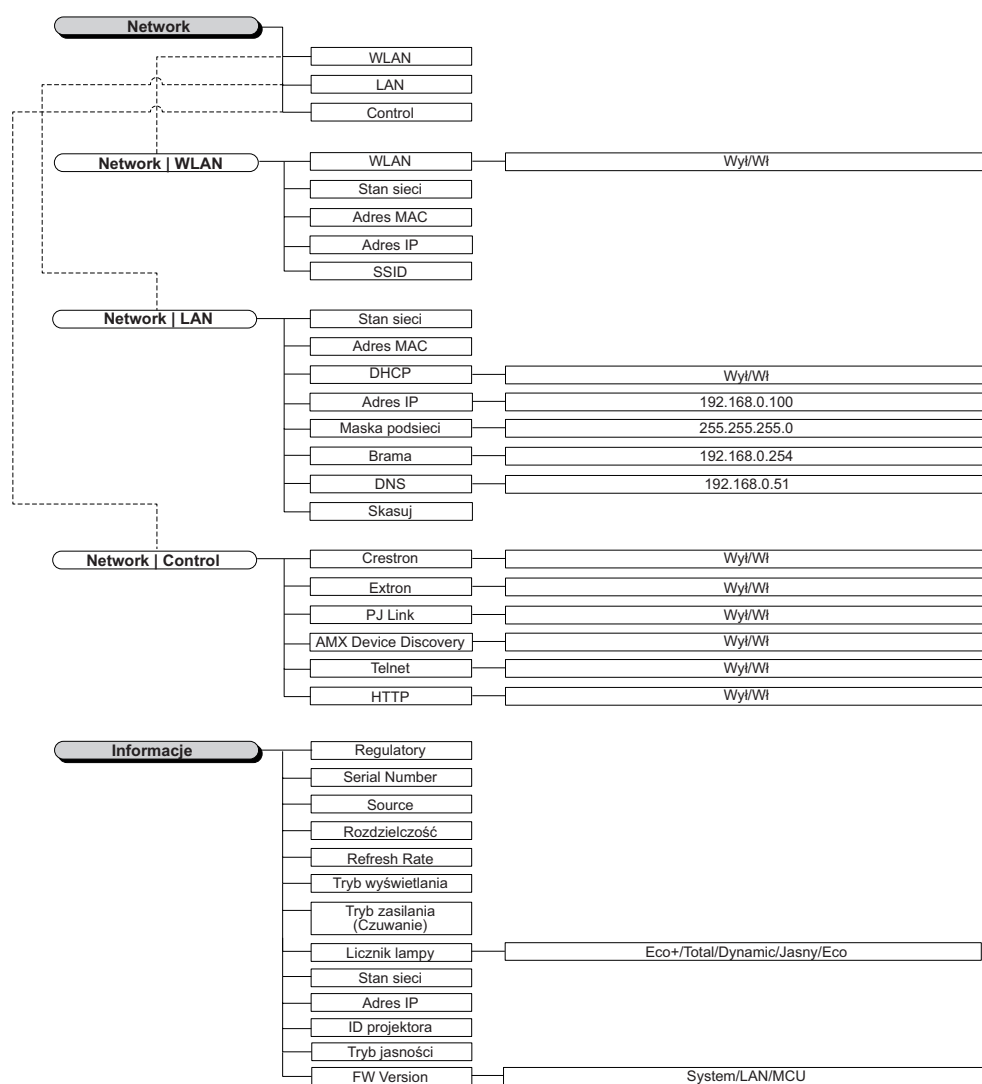 Network
WLAN
LAN
Control
Network | WLAN
WLAN
Wył/Wł
Stan sieci
Adres MAC
Adres IP
SSID
Network | LAN
Stan sieci
Adres MAC
DHCP
Wył/Wł
Adres IP
192.168.0.100
Maska podsieci
255.255.255.0
Brama
192.168.0.254
DNS
192.168.0.51
Skasuj
Network | Control
Crestron
Wył/Wł
Extron
Wył/Wł
PJ Link
Wył/Wł
AMX Device Discovery
Wył/Wł
Telnet
Wył/Wł
HTTP
Wył/Wł
Informacje
Regulatory
Serial Number
Source
Rozdzielczość
Refresh Rate
Tryb wyświetlania
Tryb zasilania
(Czuwanie)
Licznik lampy
Eco+/Total/Dynamic/Jasny/Eco
Stan sieci
Adres IP
ID projektora
Tryb jasności
FW Version
System/LAN/MCU